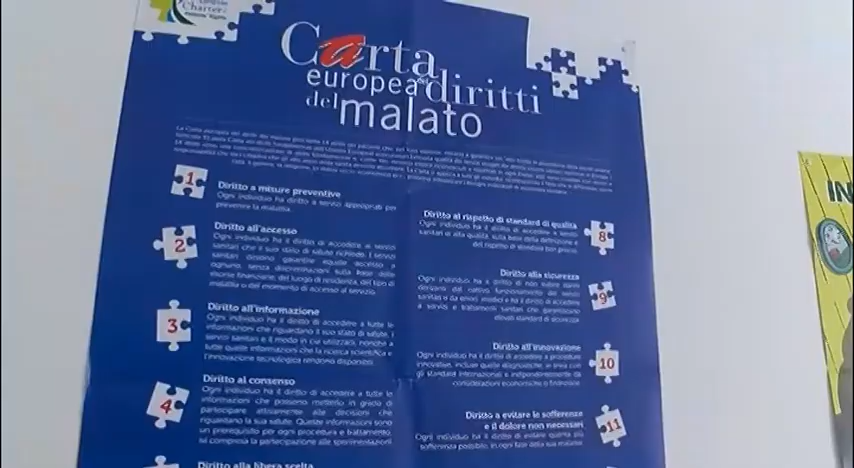 Charter
Carta
europea dei diritti
del malato
1
Diritto a misure preventive
Ogni individuo ha diritto a servizi appropriati per
prevenire la malattia.
2
Diritto all'accesso
Ogni individuo ha il diritto di accedere ai servizi
sanitari che il suo stato di salute richiede. I servizi
sanitari devono garantire eguale accesso a
ognuno, senza discriminazioni sulla base delle
risorse finanziarie, del luogo di residenza, del tipo di
malattia o del momento di accesso al servizio.
3
Diritto all'informazione
Ogni individuo ha il diritto di accedere a tutte le
informazioni che riguardano il suo stato di salute, i
servizi sanitari e il modo in cui utilizzarli, nonché a
tutte quelle informazioni che la ricerca scientifica e
l'innovazione tecnologica rendono disponibili.
4
Diritto al consenso
Ogni individuo ha il diritto di accedere a tutte le
informazioni che possono metterlo in grado di
partecipare attivamente alle decisioni che
riguardano la sua salute. Queste informazioni sono
un prerequisito per ogni procedura e trattamento,
ivi compresa la partecipazione alle sperimentazioni.
Diritto alla libera scelta
Diritto al rispetto di standard di qualità
Ogni individuo ha il diritto di accedere a servizi
sanitari di alta qualità, sulla base della definizione e
del rispetto di standard ben precisi.
8
Diritto alla sicurezza
Ogni individuo ha il diritto di non subire danni
derivanti dal cattivo funzionamento dei servizi
sanitari o da errori medici e ha il diritto di accedere
a servizi e trattamenti sanitari che garantiscono
elevati standard di sicurezza.
9
Diritto all'innovazione
Ogni individuo ha il diritto di accedere a procedure
innovative, incluse quelle diagnostiche, in linea con
gli standard internazionali e indipendentemente da
considerazioni economiche o finanziarie.
10
Diritto a evitare le sofferenze
e il dolore non necessari
Ogni individuo ha il diritto di evitare quanta più
sofferenza possibile, in ogni fase della sua malattia.
11
IN